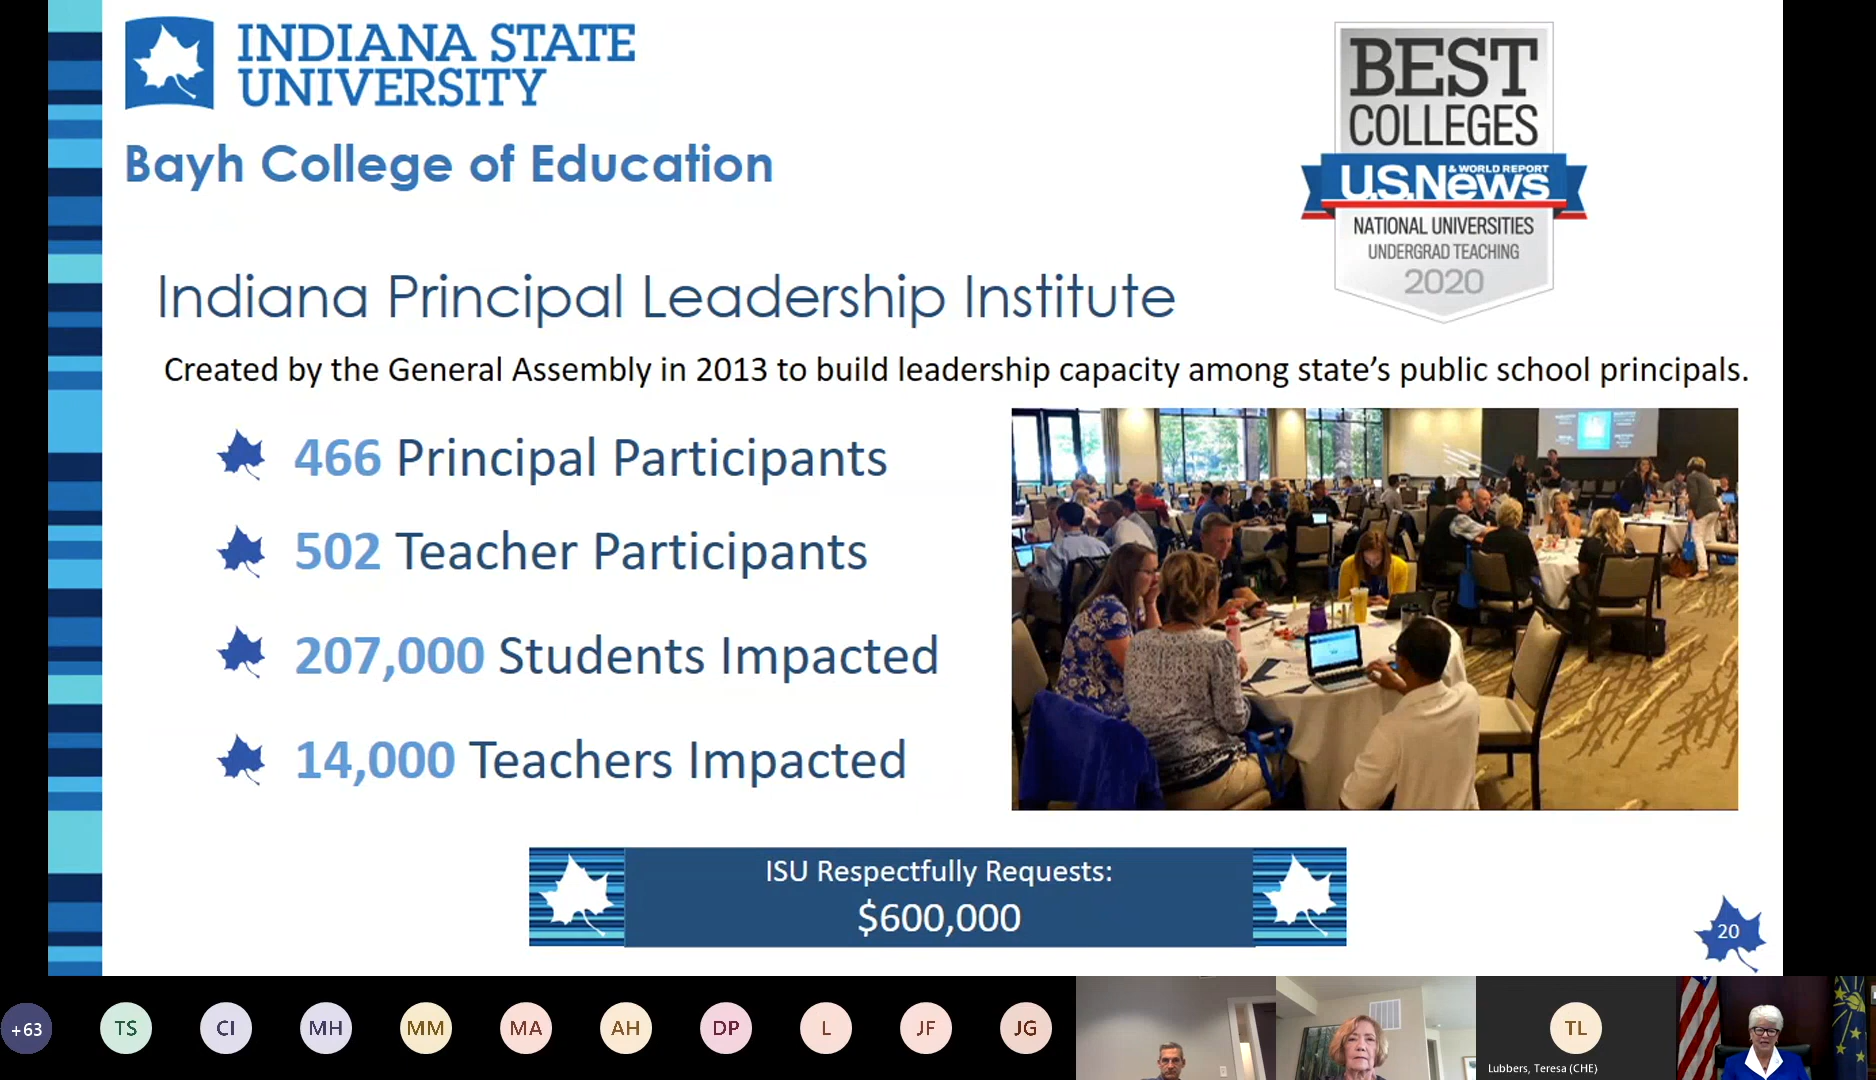 INDIANA STATE
UNIVERSITY
Bayh College of Education
BEST
COLLEGES
U.S.News
& WORLD REPORT
NATIONAL UNIVERSITIES
UNDERGRAD TEACHING
2020
Indiana Principal Leadership Institute
Created by the General Assembly in 2013 to build leadership capacity among state’s public school principals.
466 Principal Participants
502 Teacher Participants
207,000 Students Impacted
14,000 Teachers Impacted
ISU Respectfully Requests:
$600,000
20
+63
TS
CI
MH
MM
MA
AH
DP
L
JF
JG
TL
Lubbers, Teresa (CHE)